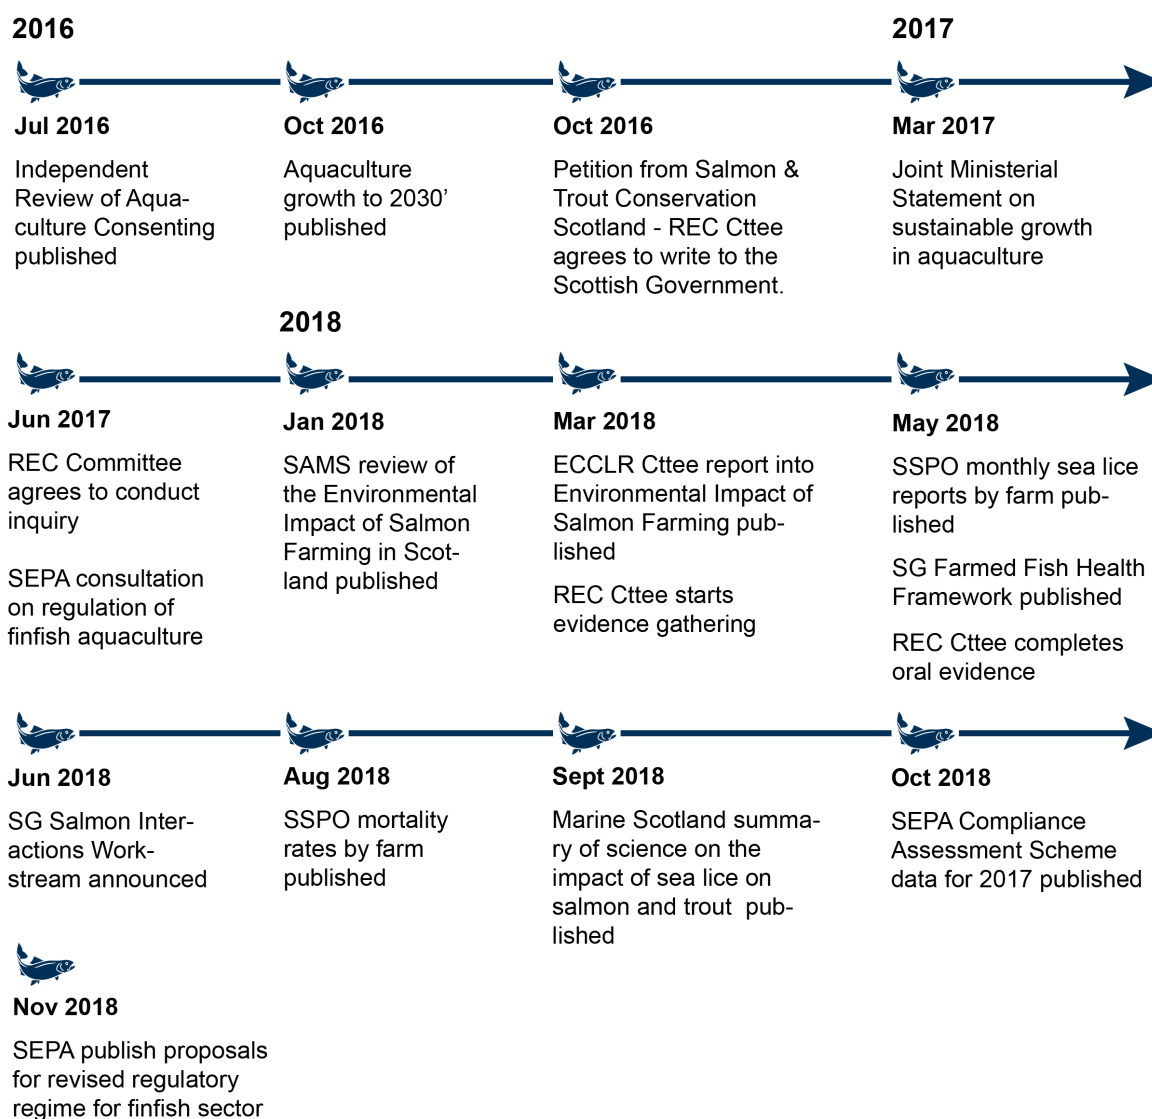 2016
2017
Jul 2016
Independent
Review of Aqua-
culture Consenting
published
Oct 2016
Aquaculture
growth to 2030’
published
Oct 2016
Petition from Salmon &
Trout Conservation
Scotland - REC Cttee
agrees to write to the
Scottish Government.
Mar 2017
Joint Ministerial
Statement on
sustainable growth
in aquaculture
2018
Jun 2017
REC Committee
agrees to conduct
inquiry
SEPA consultation
on regulation of
finfish aquaculture
Jan 2018
SAMS review of
the Environmental
Impact of Salmon
Farming in Scot-
land published
Mar 2018
ECCLR Cttee report into
Environmental Impact of
Salmon Farming pub-
lished
REC Cttee starts
evidence gathering
May 2018
SSPO monthly sea lice
reports by farm pub-
lished
SG Farmed Fish Health
Framework published
REC Cttee completes
oral evidence
Jun 2018
SG Salmon Inter-
actions Work-
stream announced
Aug 2018
SSPO mortality
rates by farm
published
Sept 2018
Marine Scotland summa-
ry of science on the
impact of sea lice on
salmon and trout  pub-
lished
Oct 2018
SEPA Compliance
Assessment Scheme
data for 2017 published
Nov 2018
SEPA publish proposals
for revised regulatory
regime for finfish sector